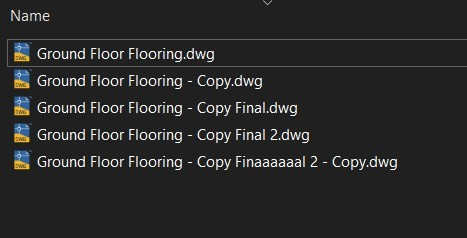 Name
Ground Floor Flooring.dwg
Ground Floor Flooring - Copy.dwg
Ground Floor Flooring - Copy Final.dwg
Ground Floor Flooring - Copy Final 2.dwg
Ground Floor Flooring - Copy Finaaaaaal 2 - Copy.dwg